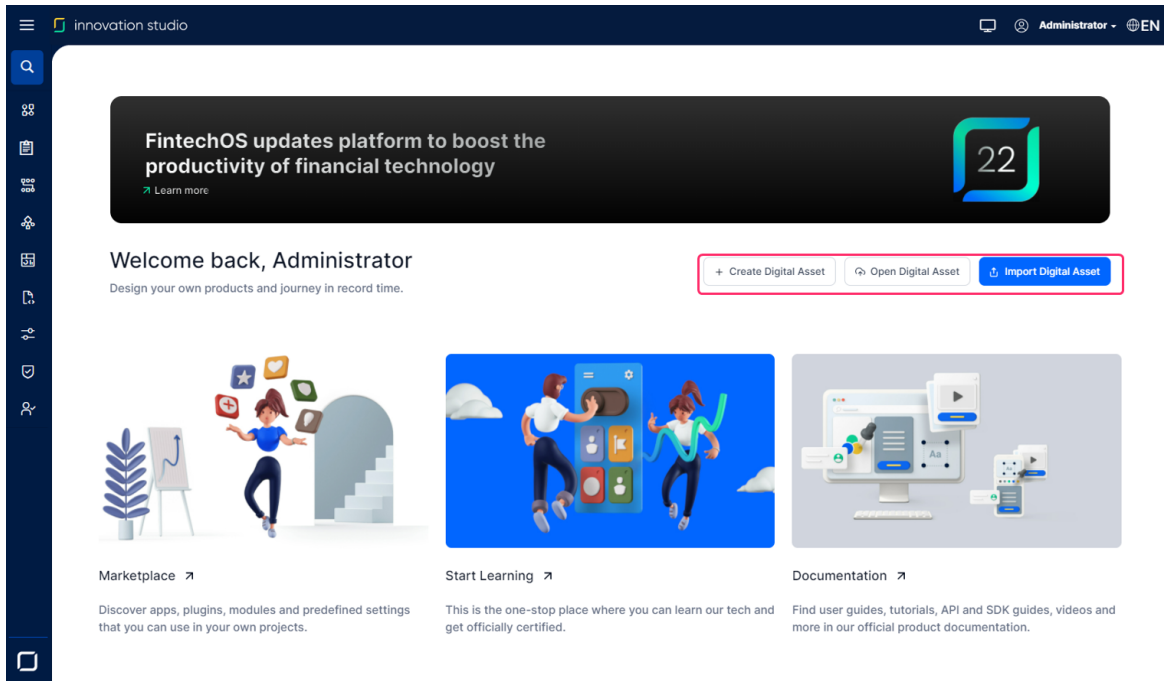 innovation studio
Administrator
EN
FintechOS updates platform to boost the
productivity of financial technology
Learn more
22
Welcome back, Administrator
Design your own products and journey in record time.
+ Create Digital Asset
Open Digital Asset
Import Digital Asset
Aa
Aa
Marketplace
Discover apps, plugins, modules and predefined settings
that you can use in your own projects.
Start Learning
This is the one-stop place where you can learn our tech and
get officially certified.
Documentation
Find user guides, tutorials, API and SDK guides, videos and
more in our official product documentation.